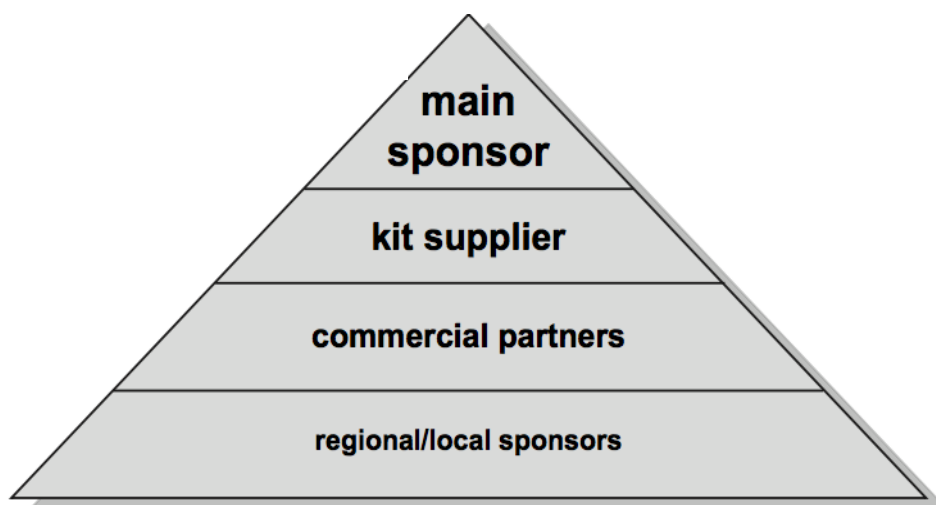 main
sponsor
kit supplier
commercial partners
regional/local sponsors